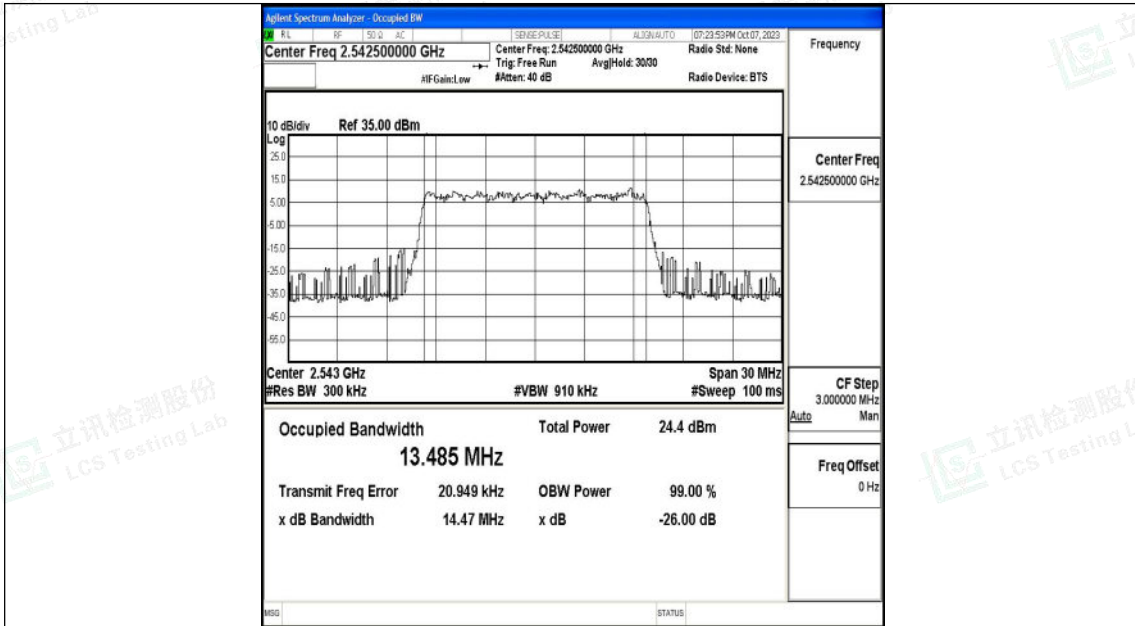 Agilent Spectrum Analyzer - Occupied BW
RL RF 50 Ω AC SENSE:PULSE ALIGNAUTO 07:23:53PM Oct 07, 2023
Center Freq 2.542500000 GHz
Center Freq: 2.542500000 GHz Radio Std: None
Trig: Free Run Avg|Hold: 30/30
#IFGain:Low #Atten: 40 dB Radio Device: BTS
Frequency
10 dB/div Ref 35.00 dBm
Log
25.0
15.0
5.00
-5.00
-15.0
-25.0
-35.0
-45.0
-55.0
Center Freq
2.542500000 GHz
Center 2.543 GHz Span 30 MHz
#Res BW 300 kHz #VBW 910 kHz #Sweep 100 ms
CF Step
3.000000 MHz
Auto Man
Occupied Bandwidth Total Power 24.4 dBm
13.485 MHz
Transmit Freq Error 20.949 kHz OBW Power 99.00 %
x dB Bandwidth 14.47 MHz x dB -26.00 dB
Freq Offset
0 Hz
MSG STATUS
立讯检测股份
LCS Testing Lab
立讯检测股份
LCS Testing L
sting Lab